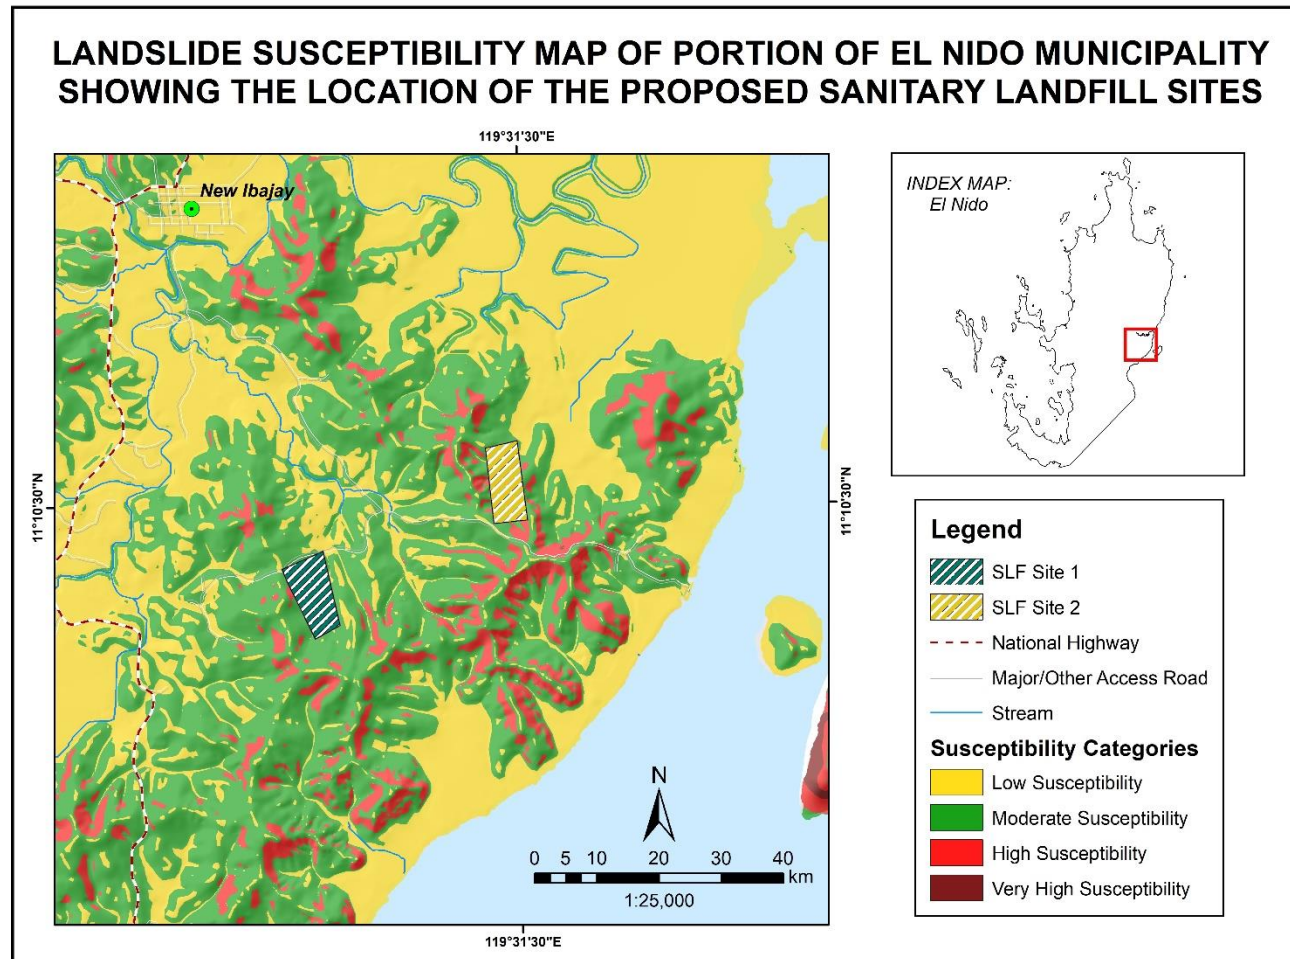 LANDSLIDE SUSCEPTIBILITY MAP OF PORTION OF EL NIDO MUNICIPALITY
SHOWING THE LOCATION OF THE PROPOSED SANITARY LANDFILL SITES
119°31'30"E
New Ibajay
11°10'30"N
11°10'30"N
N
0 5 10 20 30 40
km
1:25,000
119°31'30"E
INDEX MAP:
El Nido
Legend
SLF Site 1
SLF Site 2
National Highway
Major/Other Access Road
Stream
Susceptibility Categories
Low Susceptibility
Moderate Susceptibility
High Susceptibility
Very High Susceptibility